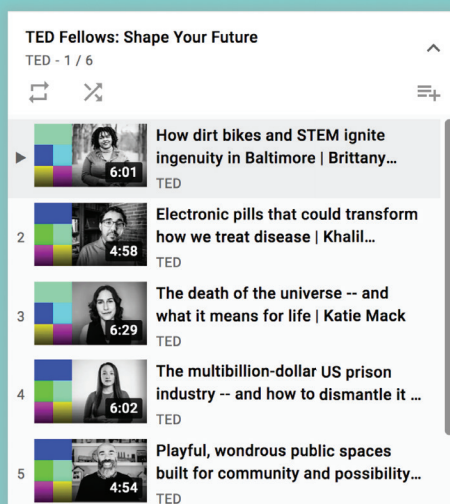 TED Fellows: Shape Your Future
TED - 1 / 6
6:01
How dirt bikes and STEM ignite
ingenuity in Baltimore | Brittany...
TED
2
4:58
Electronic pills that could transform
how we treat disease | Khalil...
TED
3
6:29
The death of the universe -- and
what it means for life | Katie Mack
TED
4
6:02
The multibillion-dollar US prison
industry -- and how to dismantle it ...
TED
5
4:54
Playful, wondrous public spaces
built for community and possibility...
TED